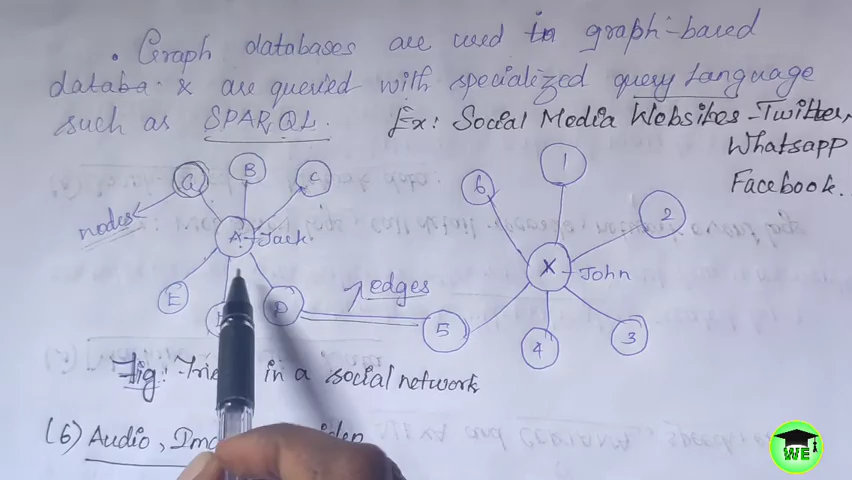 . Graph databases are used in graph-based
databa- & are queried with specialized query Language
such as SPARQL.
Ex: Social Media Websites - Twitter,
Whatsapp
Facebook.
G B C
nodes
A - Jack
E D
edges
6 1 2
X - John
5 4 3
Fig: in a social network
(6) Audio,
WE